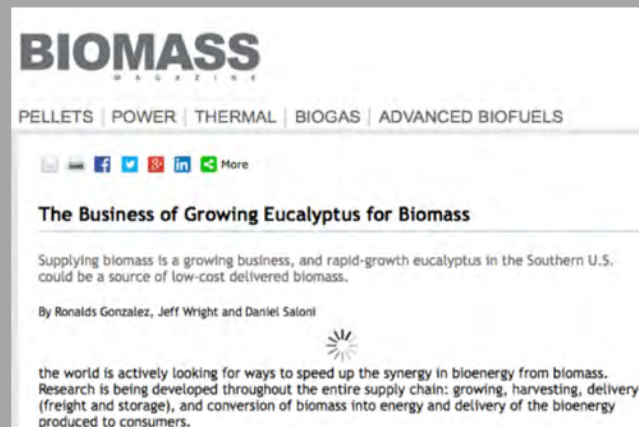 BIOMASS
MAGAZINE
PELLETS | POWER | THERMAL | BIOGAS | ADVANCED BIOFUELS
More
The Business of Growing Eucalyptus for Biomass
Supplying biomass is a growing business, and rapid-growth eucalyptus in the Southern U.S.
could be a source of low-cost delivered biomass.
By Ronalds Gonzalez, Jeff Wright and Daniel Saloni
the world is actively looking for ways to speed up the synergy in bioenergy from biomass.
Research is being developed throughout the entire supply chain: growing, harvesting, delivery
(freight and storage), and conversion of biomass into energy and delivery of the bioenergy
produced to consumers.